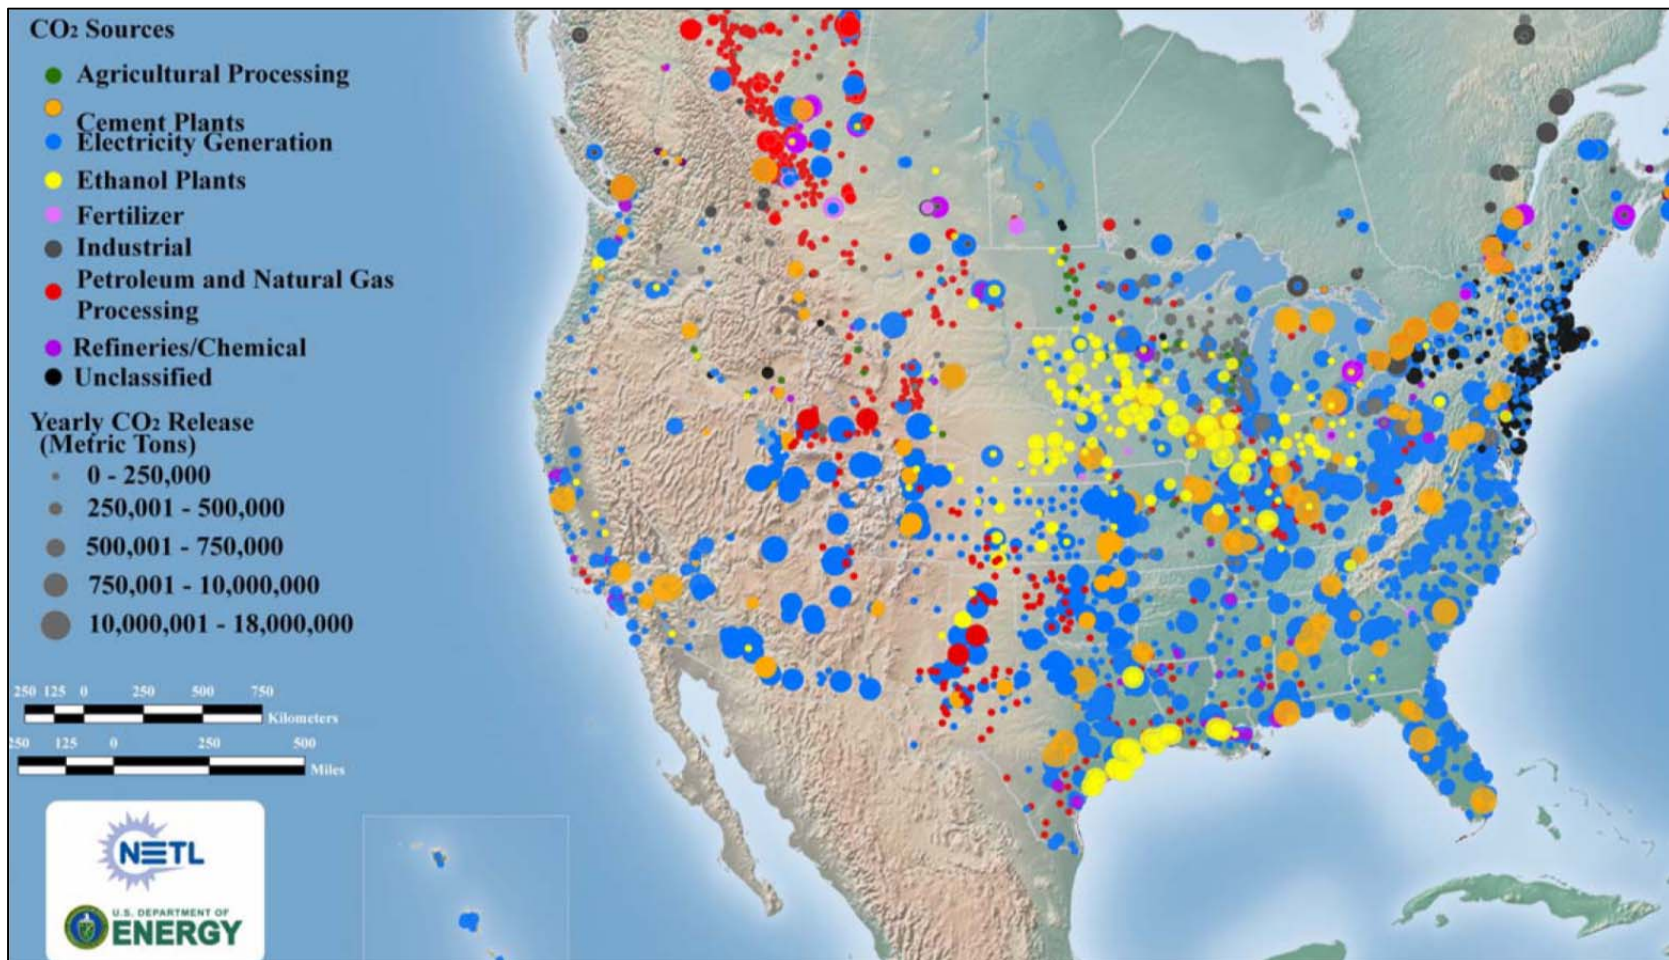 CO2 Sources
Agricultural Processing
Cement Plants
Electricity Generation
Ethanol Plants
Fertilizer
Industrial
Petroleum and Natural Gas
Processing
Refineries/Chemical
Unclassified
Yearly CO2 Release
(Metric Tons)
0 - 250,000
250,001 - 500,000
500,001 - 750,000
750,001 - 10,000,000
10,000,001 - 18,000,000
250 125 0 250 500 750
Kilometers
250 125 0 250 500
Miles
NETL
U.S. DEPARTMENT OF
ENERGY